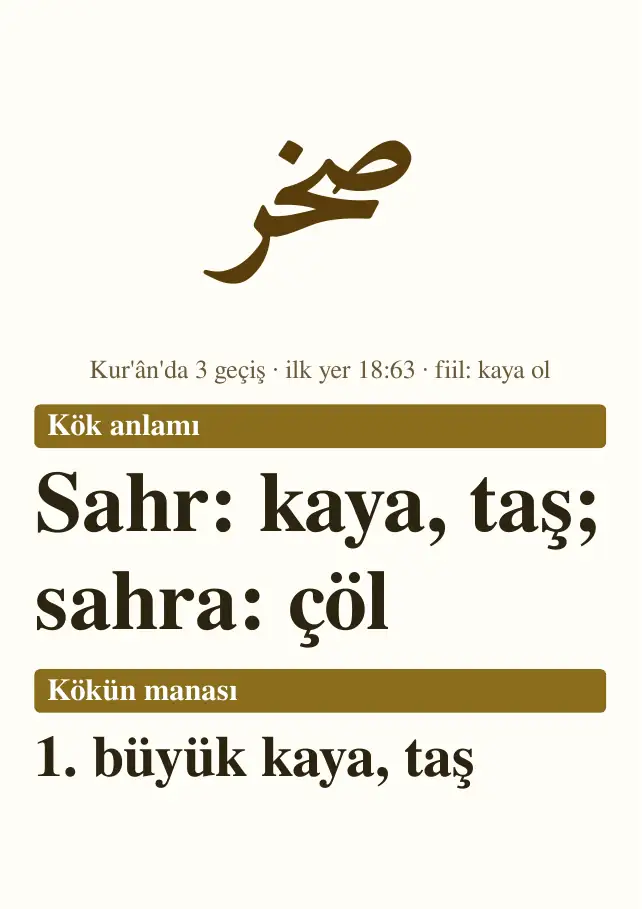 صخر
Kur'ân'da 3 geçiş · ilk yer 18:63 · fiil: kaya ol
Kök anlamı
Sahr: kaya, taş;
sahra: çöl
Kökün manası
1. büyük kaya, taş